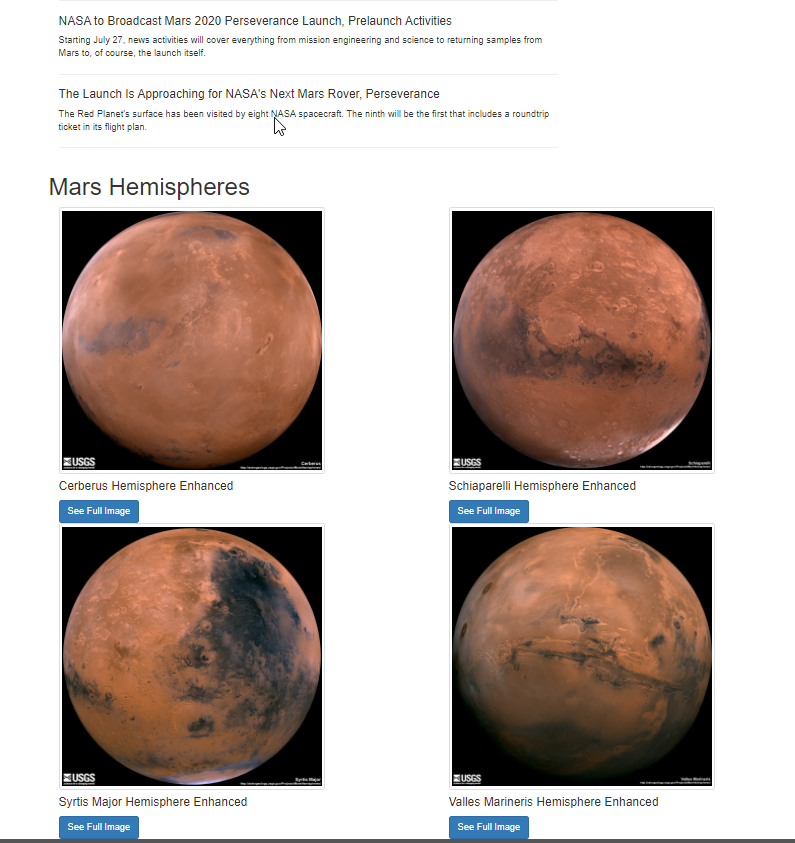 NASA to Broadcast Mars 2020 Perseverance Launch, Prelaunch Activities
Starting July 27, news activities will cover everything from mission engineering and science to returning samples from
Mars to, of course, the launch itself.
The Launch Is Approaching for NASA's Next Mars Rover, Perseverance
The Red Planet's surface has been visited by eight NASA spacecraft. The ninth will be the first that includes a roundtrip
ticket in its flight plan.
Mars Hemispheres
USGS
Cerberus
USGS
Schiaparelli
Cerberus Hemisphere Enhanced
Schiaparelli Hemisphere Enhanced
See Full Image
See Full Image
USGS
Syrtis Major
USGS
Valles Marineris
Syrtis Major Hemisphere Enhanced
Valles Marineris Hemisphere Enhanced
See Full Image
See Full Image